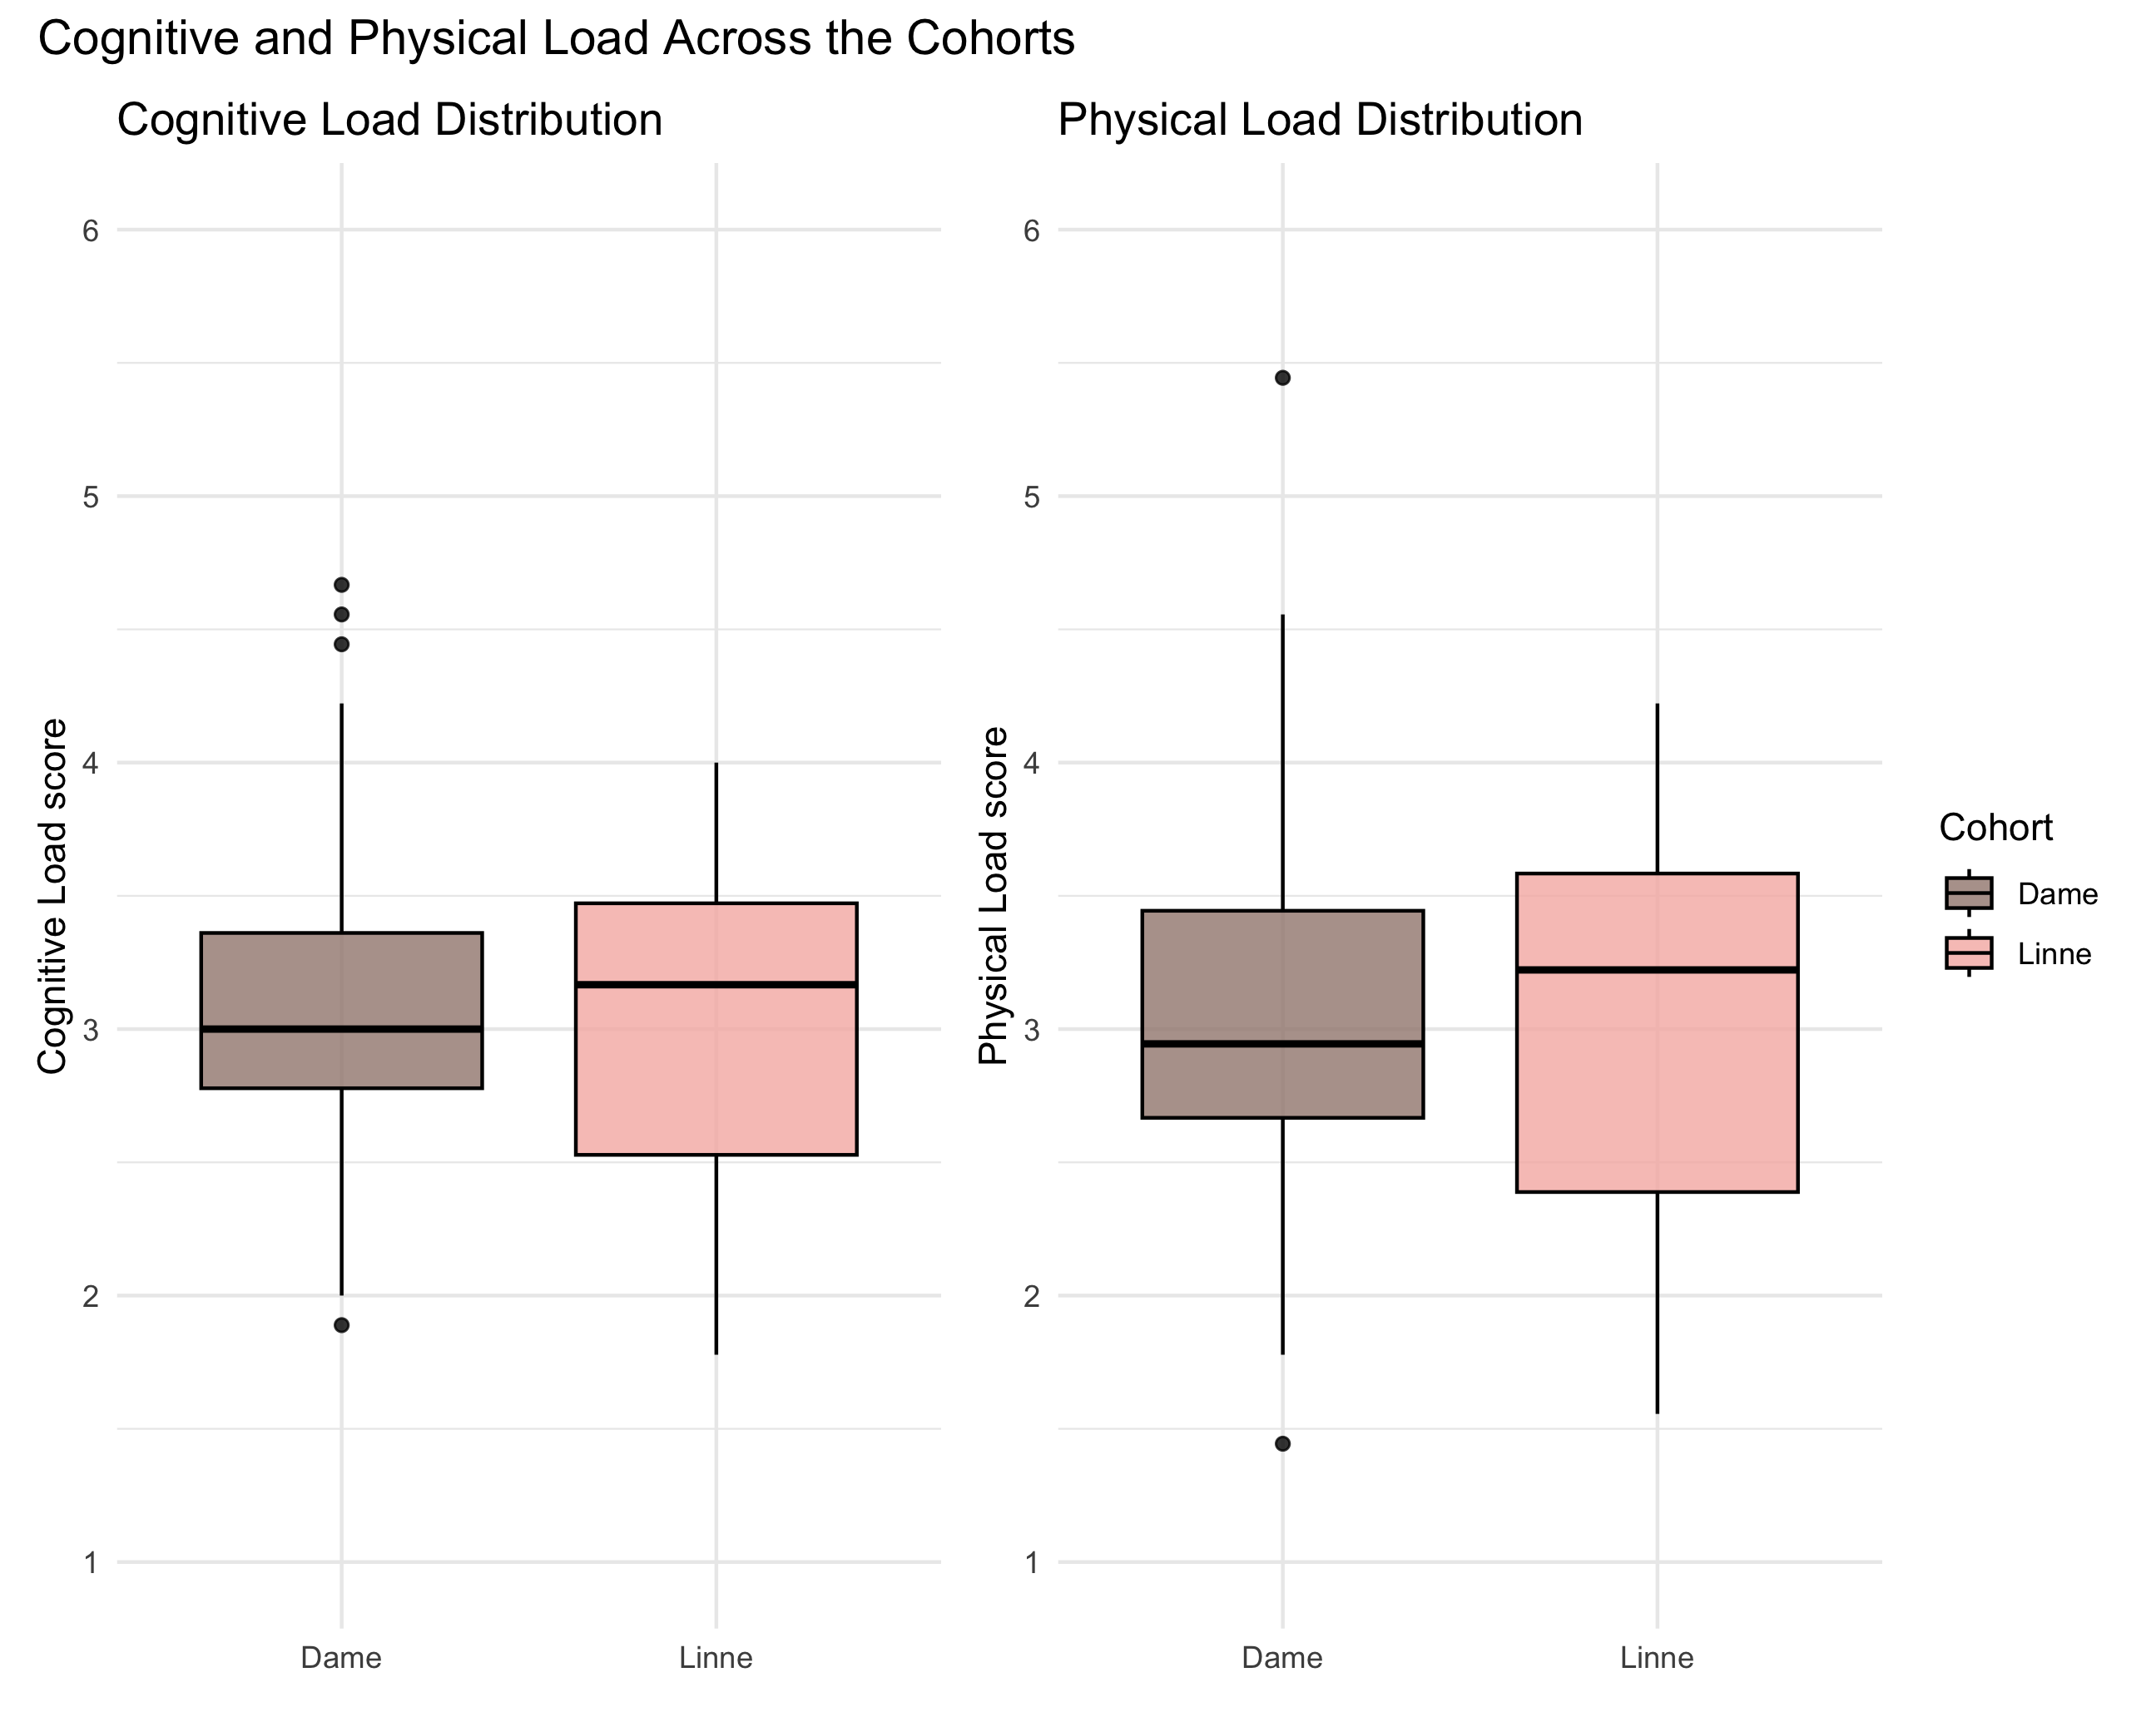 Cognitive and Physical Load Across the Cohorts
Cognitive Load Distribution
Cognitive Load score
6
5
4
3
2
1
Dame
Linne
Physical Load Distribution
Physical Load score
6
5
4
3
2
1
Dame
Linne
Cohort
Dame
Linne